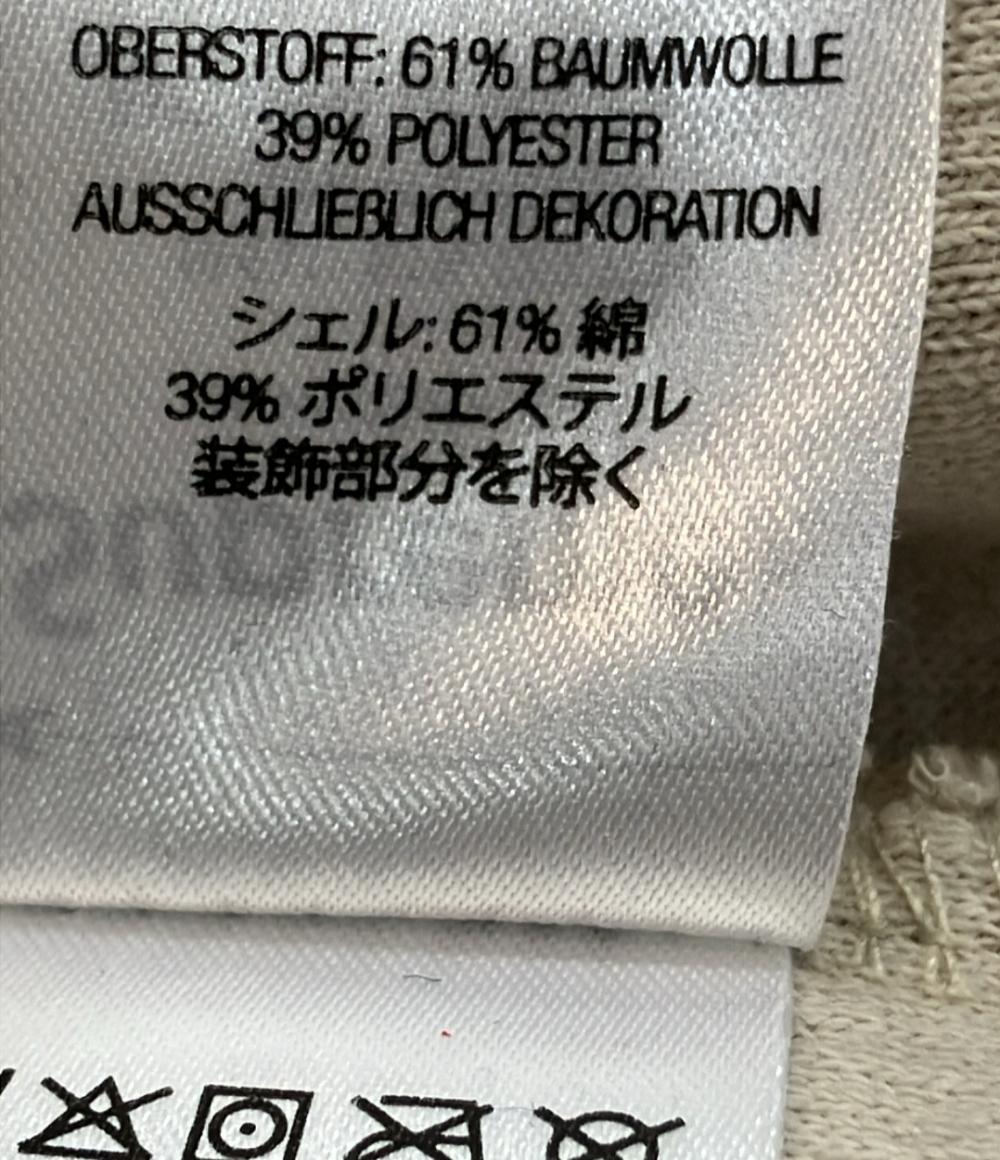 OBERSTOFF: 61% BAUMWOLLE
39% POLYESTER
AUSSCHLIEßLICH DEKORATION
シェル: 61% 綿
39% ポリエステル
装飾部分を除く